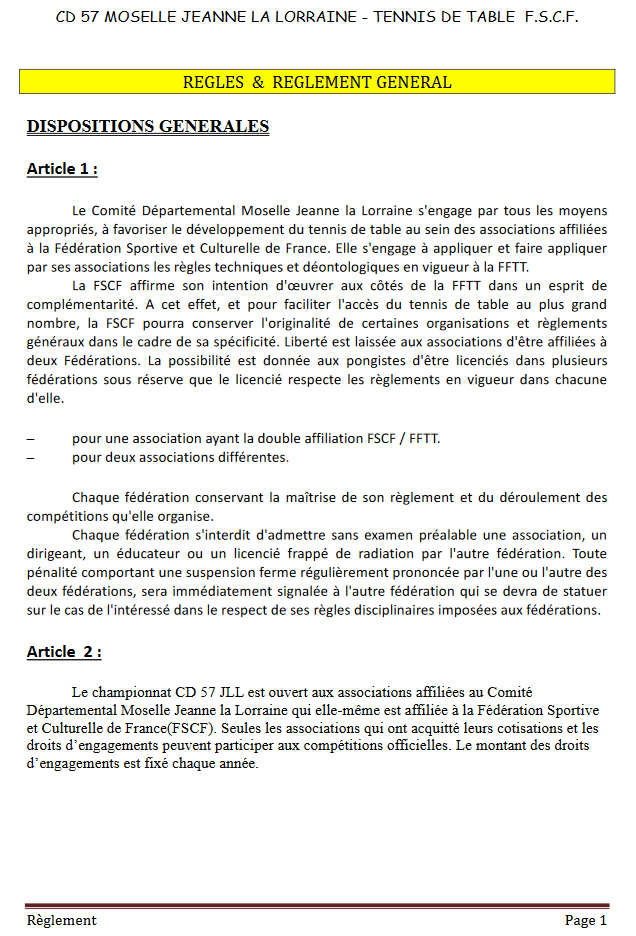 CD 57 MOSELLE JEANNE LA LORRAINE - TENNIS DE TABLE F.S.C.F.
REGLES & REGLEMENT GENERAL
DISPOSITIONS GENERALES
Article 1 :
Le Comité Départemental Moselle Jeanne la Lorraine s'engage par tous les moyens
appropriés, à favoriser le développement du tennis de table au sein des associations affiliées
à la Fédération Sportive et Culturelle de France. Elle s'engage à appliquer et faire appliquer
par ses associations les règles techniques et déontologiques en vigueur à la FFTT.
La FSCF affirme son intention d'œuvrer aux côtés de la FFTT dans un esprit de
complémentarité. A cet effet, et pour faciliter l'accès du tennis de table au plus grand
nombre, la FSCF pourra conserver l'originalité de certaines organisations et règlements
généraux dans le cadre de sa spécificité. Liberté est laissée aux associations d'être affiliées à
deux Fédérations. La possibilité est donnée aux pongistes d'être licenciés dans plusieurs
fédérations sous réserve que le licencié respecte les règlements en vigueur dans chacune
d'elle.
– pour une association ayant la double affiliation FSCF / FFTT.
– pour deux associations différentes.
Chaque fédération conservant la maîtrise de son règlement et du déroulement des
compétitions qu'elle organise.
Chaque fédération s'interdit d'admettre sans examen préalable une association, un
dirigeant, un éducateur ou un licencié frappé de radiation par l'autre fédération. Toute
pénalité comportant une suspension ferme régulièrement prononcée par l'une ou l'autre des
deux fédérations, sera immédiatement signalée à l'autre fédération qui se devra de statuer
sur le cas de l'intéressé dans le respect de ses règles disciplinaires imposées aux fédérations.
Article 2 :
Le championnat CD 57 JLL est ouvert aux associations affiliées au Comité
Départemental Moselle Jeanne la Lorraine qui elle-même est affiliée à la Fédération Sportive
et Culturelle de France(FSCF). Seules les associations qui ont acquitté leurs cotisations et les
droits d’engagements peuvent participer aux compétitions officielles. Le montant des droits
d’engagements est fixé chaque année.
Règlement Page 1